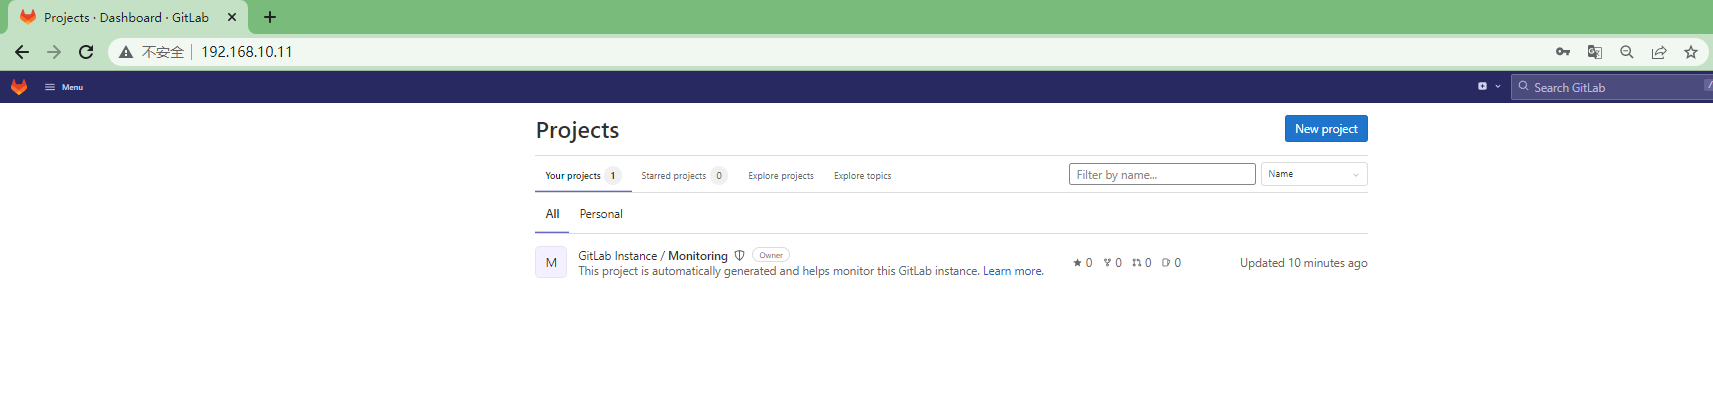 Projects · Dashboard · GitLab
不安全 192.168.10.11
Menu
Search GitLab /
Projects
New project
Your projects 1 Starred projects 0 Explore projects Explore topics Filter by name... Name
All Personal
M
GitLab Instance / Monitoring Owner
This project is automatically generated and helps monitor this GitLab instance. Learn more.
0 0 0 0 Updated 10 minutes ago